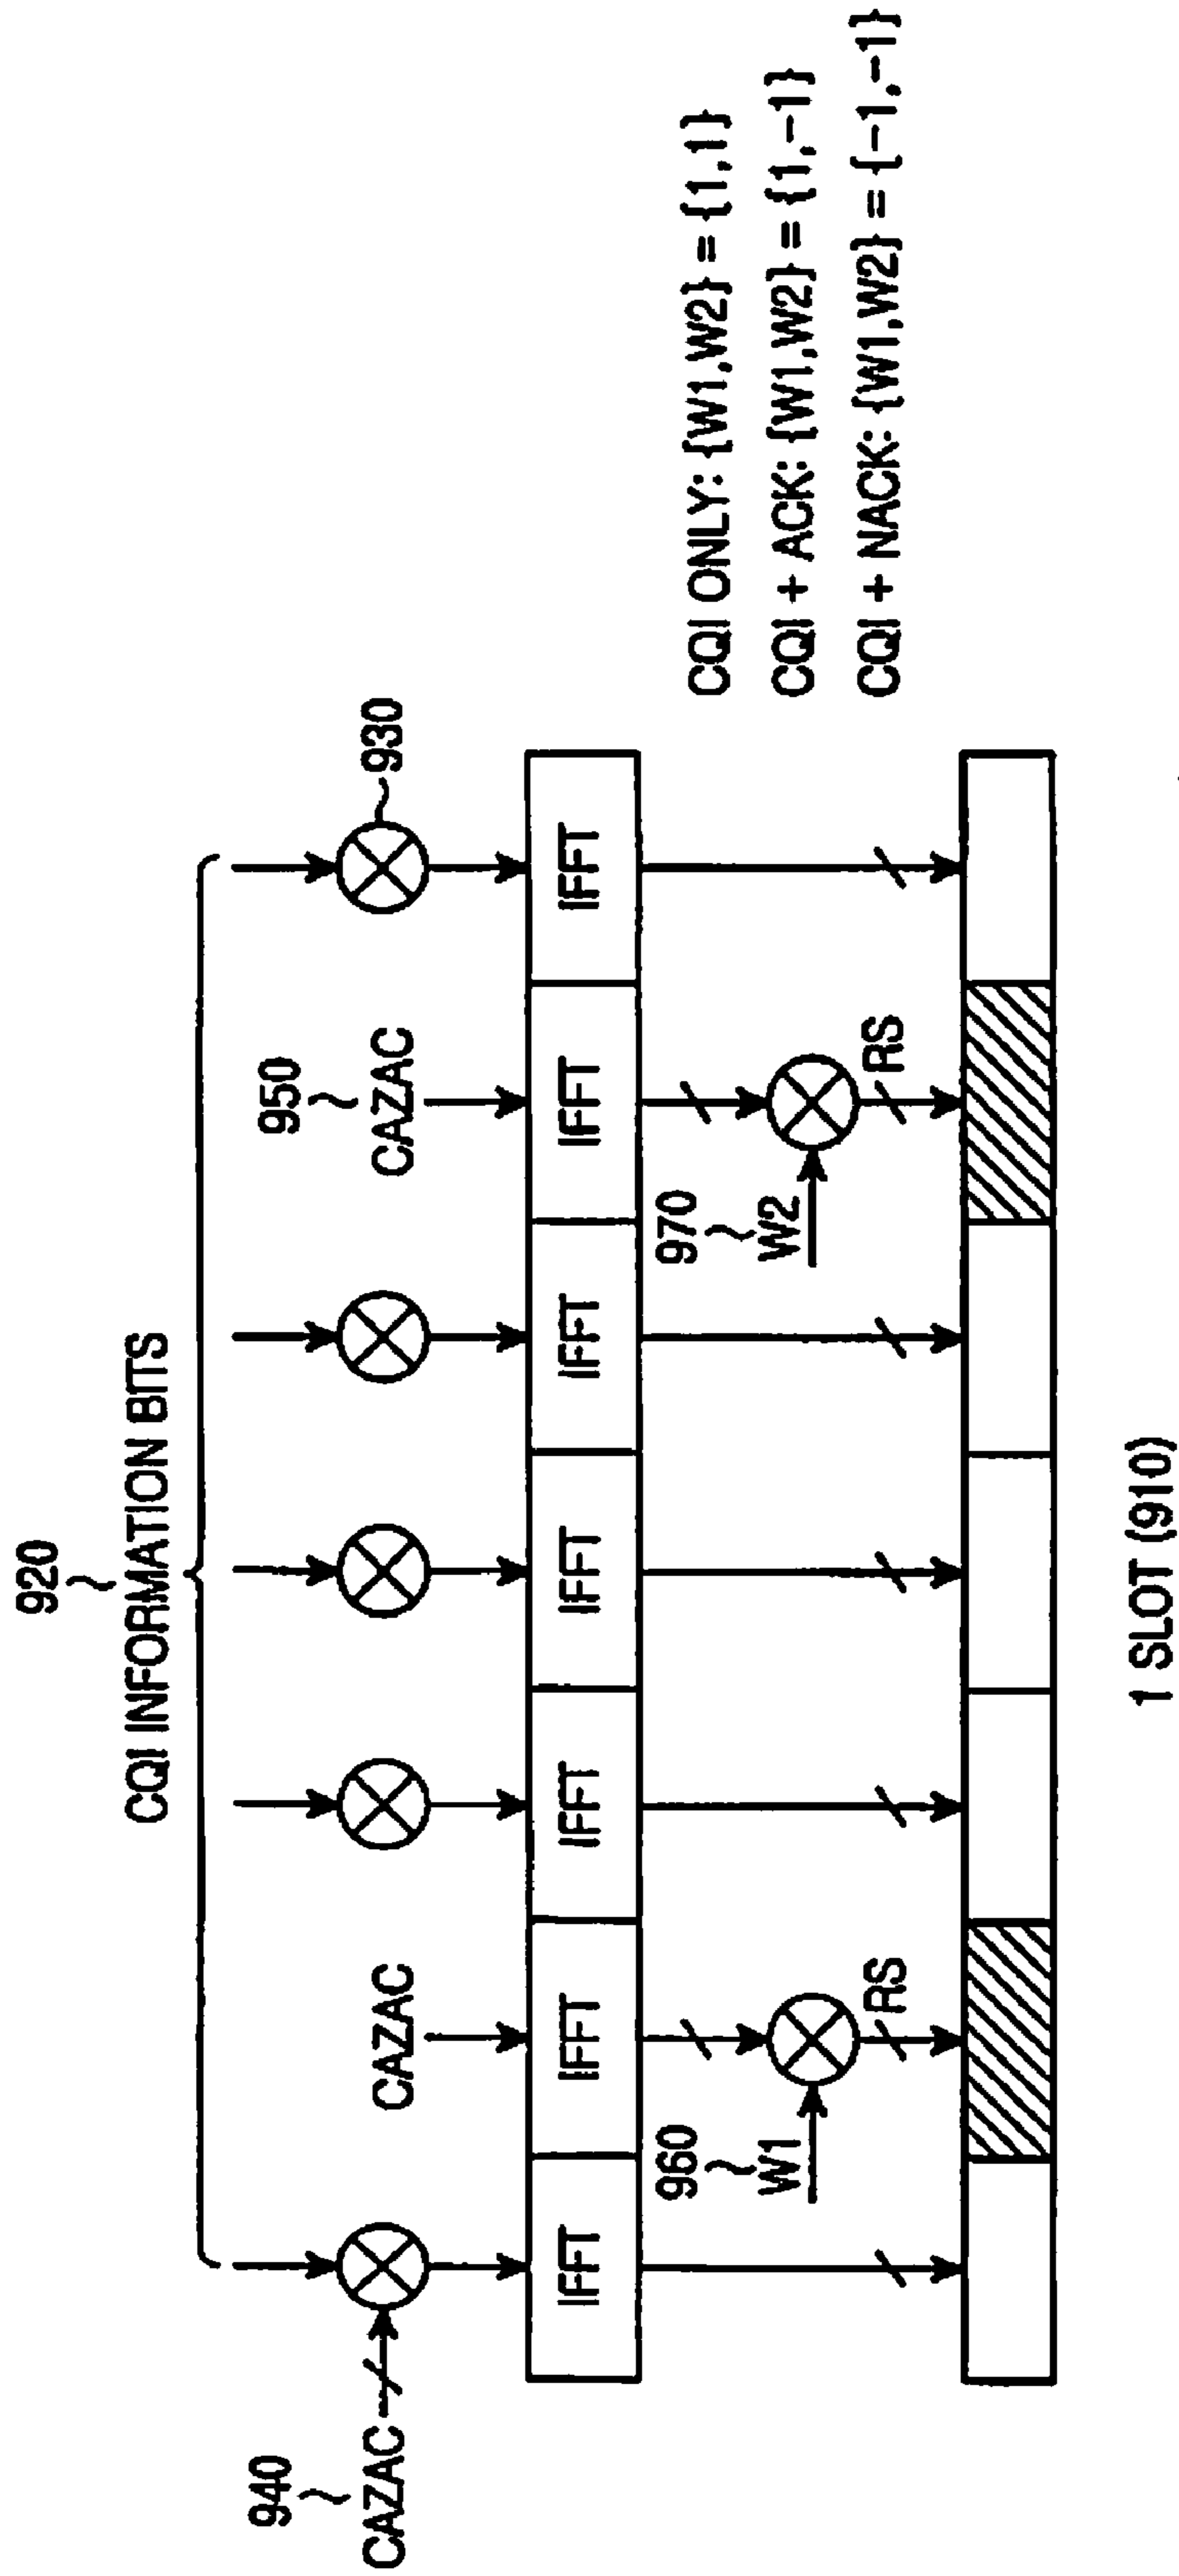 920
CQI INFORMATION BITS
940
CAZAC
CAZAC
950
CAZAC
930
IFFT IFFT IFFT IFFT IFFT IFFT IFFT
960
W1
RS
970
W2
RS
CQI ONLY: {W1,W2} = {1,1}
CQI + ACK: {W1,W2} = {1,-1}
CQI + NACK: {W1,W2} = {-1,-1}
1 SLOT (910)